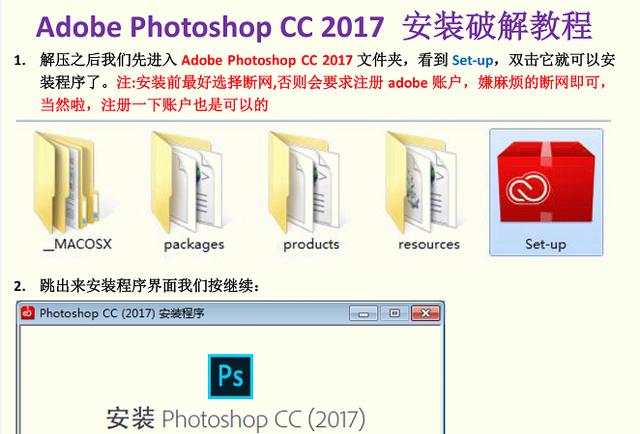 Adobe Photoshop CC 2017 安装破解教程
1. 解压之后我们先进入 Adobe Photoshop CC 2017 文件夹，看到 Set-up，双击它就可以安
装程序了。注:安装前最好选择断网,否则会要求注册 adobe 账户，嫌麻烦的断网即可，
当然啦，注册一下账户也是可以的
__MACOSX packages products resources Set-up
2. 跳出来安装程序界面我们按继续：
Photoshop CC (2017) 安装程序
Ps
安装 Photoshop CC (2017)